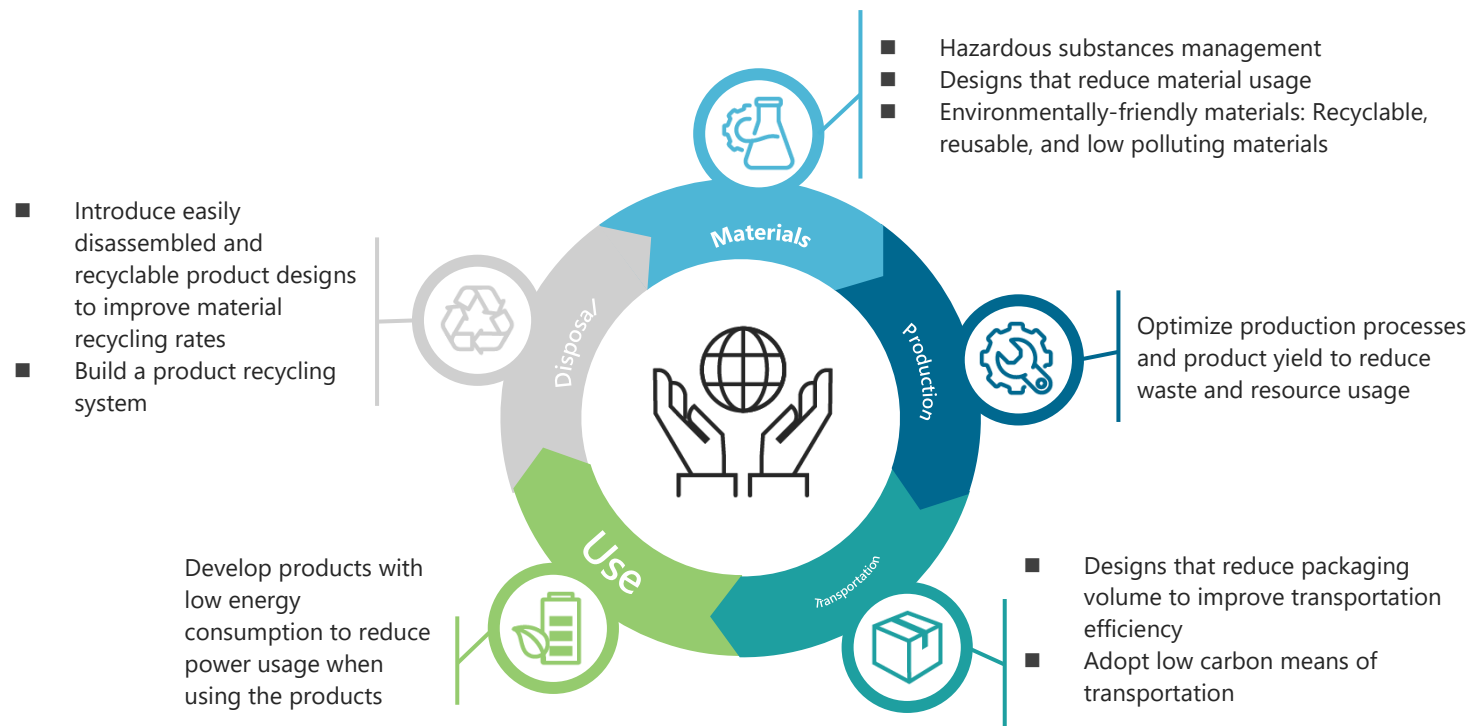 ■ Hazardous substances management
■ Designs that reduce material usage
■ Environmentally-friendly materials: Recyclable,
reusable, and low polluting materials
Materials
■ Introduce easily
disassembled and
recyclable product designs
to improve material
recycling rates
■ Build a product recycling
system
Disposal
Production
Optimize production processes
and product yield to reduce
waste and resource usage
Use
Develop products with
low energy
consumption to reduce
power usage when
using the products
Transportation
■ Designs that reduce packaging
volume to improve transportation
efficiency
■ Adopt low carbon means of
transportation